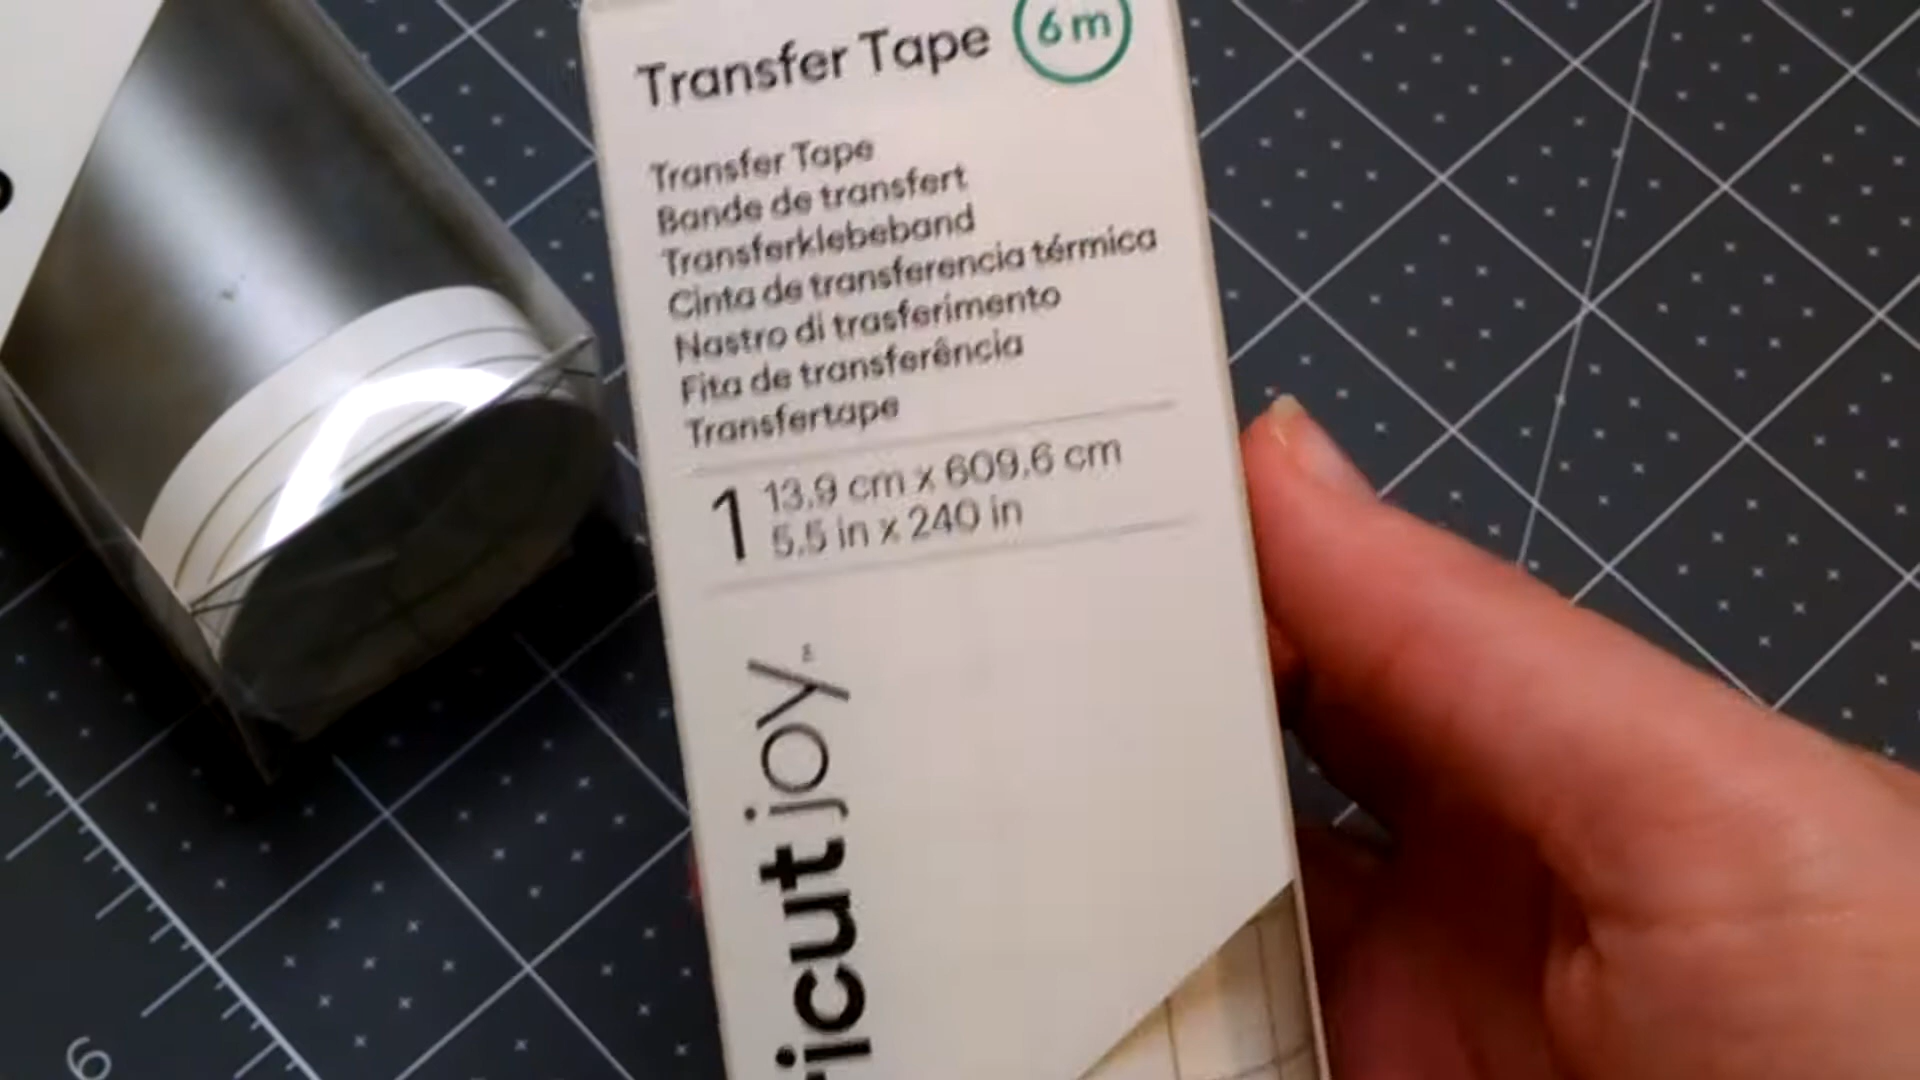 Transfer Tape 6 m
Transfer Tape
Bande de transfert
Transferklebeband
Cinta de transferencia térmica
Nastro di trasferimento
Fita de transferência
Transfertape
1 13.9 cm x 609.6 cm
5.5 in x 240 in
ricut joy
6